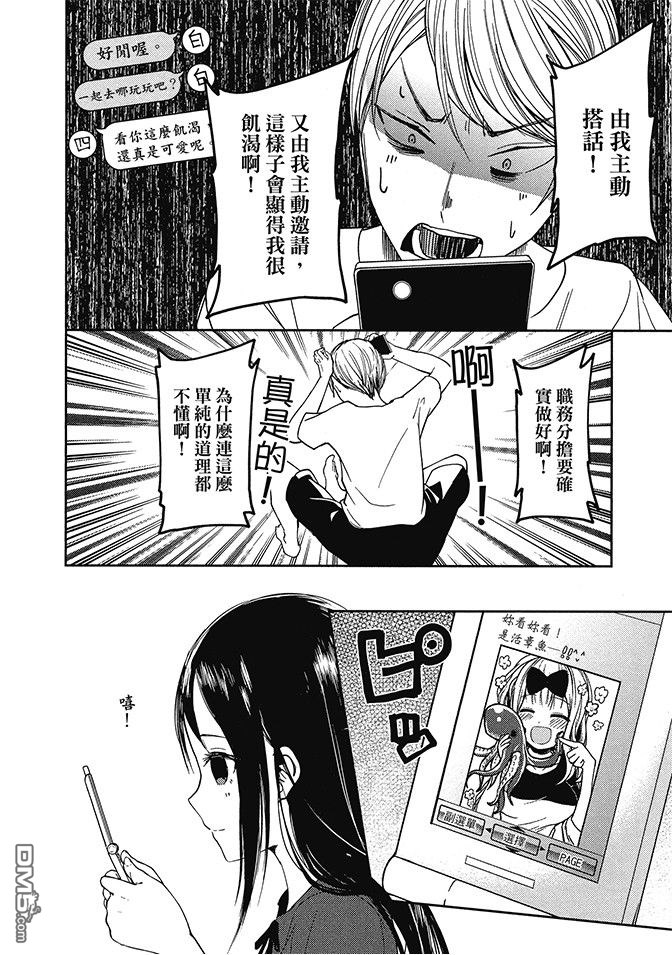 由我主動
搭話！
又由我主動邀請，
這樣子會顯得我很
飢渴啊！
白
好閒喔。
白
一起去哪玩玩吧？
四
看你這麼飢渴
還真是可愛呢。
職務分擔要確
實做好啊！
啊——！
真是的！
為什麼連這麼
單純的道理都
不懂啊！
妳看妳看！
是活章魚—
副選單
選擇
PAGE
ピロン
嘻！
DM5.com